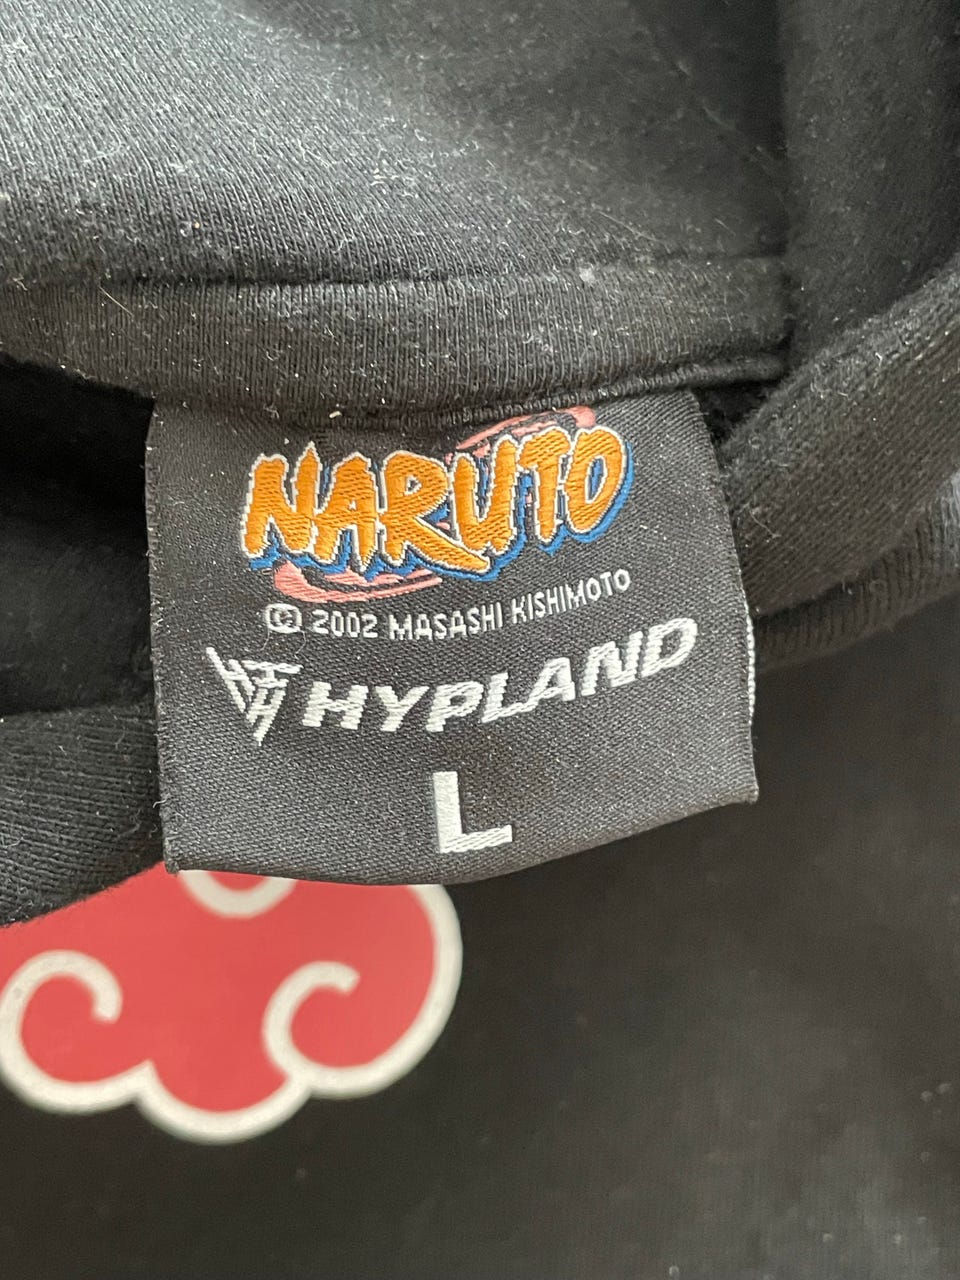 NARUTO
© 2002 MASASHI KISHIMOTO
HYPLAND
L